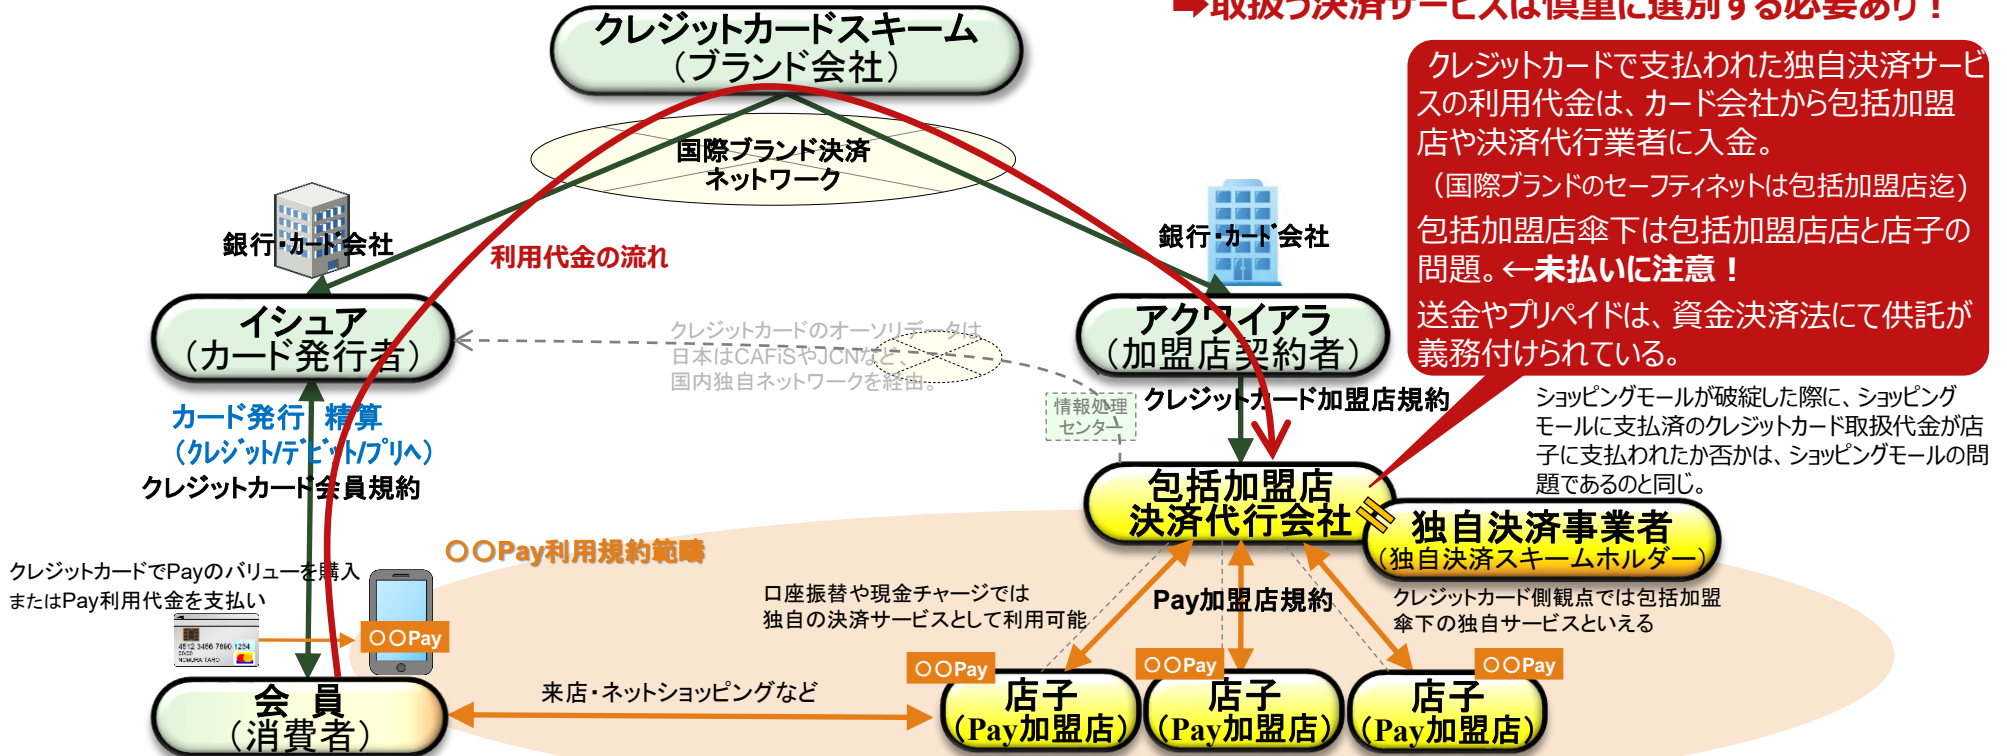 ➡取扱う決済サービスは慎重に選別する必要あり！
クレジットカードスキーム
（ブランド会社）
国際ブランド決済
ネットワーク
クレジットカードで支払われた独自決済サービ
スの利用代金は、カード会社から包括加盟
店や決済代行業者に入金。
（国際ブランドのセーフティネットは包括加盟店迄）
包括加盟店傘下は包括加盟店店と店子の
問題。←未払いに注意！
送金やプリペイドは、資金決済法にて供託が
義務付けられている。
銀行・カード会社
利用代金の流れ
銀行・カード会社
イシュア
（カード発行者）
クレジットカードのオーソリデータは
日本はCAFiSやJCNなど、
国内独自ネットワークを経由。
アクワイアラ
（加盟店契約者）
情報処理
センター
クレジットカード加盟店規約
ショッピングモールが破綻した際に、ショッピング
モールに支払済のクレジットカード取扱代金が店
子に支払われたか否かは、ショッピングモールの問
題であるのと同じ。
カード発行 精算
（クレジット/デビット/プリペ）
クレジットカード会員規約
包括加盟店
決済代行会社
独自決済事業者
（独自決済スキームホルダー）
〇〇Pay利用規約範疇
クレジットカードでPayのバリューを購入
またはPay利用代金を支払い
4512 3456 7890 1234
00/00
NOMURA TARO
〇〇Pay
口座振替や現金チャージでは
独自の決済サービスとして利用可能
Pay加盟店規約
クレジットカード側観点では包括加盟
傘下の独自サービスといえる
〇〇Pay
〇〇Pay
〇〇Pay
会 員
（消費者）
来店・ネットショッピングなど
店子
（Pay加盟店）
店子
（Pay加盟店）
店子
（Pay加盟店）